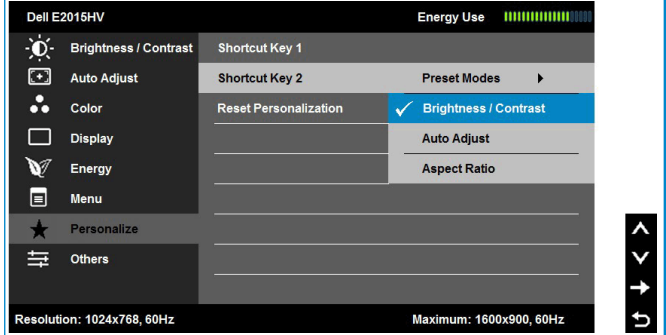 Dell E2015HV Energy Use
Brightness / Contrast Shortcut Key 1
Auto Adjust Shortcut Key 2 Preset Modes
Color Reset Personalization Brightness / Contrast
Display Auto Adjust
Energy Aspect Ratio
Menu
Personalize
Others
Resolution: 1024x768, 60Hz Maximum: 1600x900, 60Hz